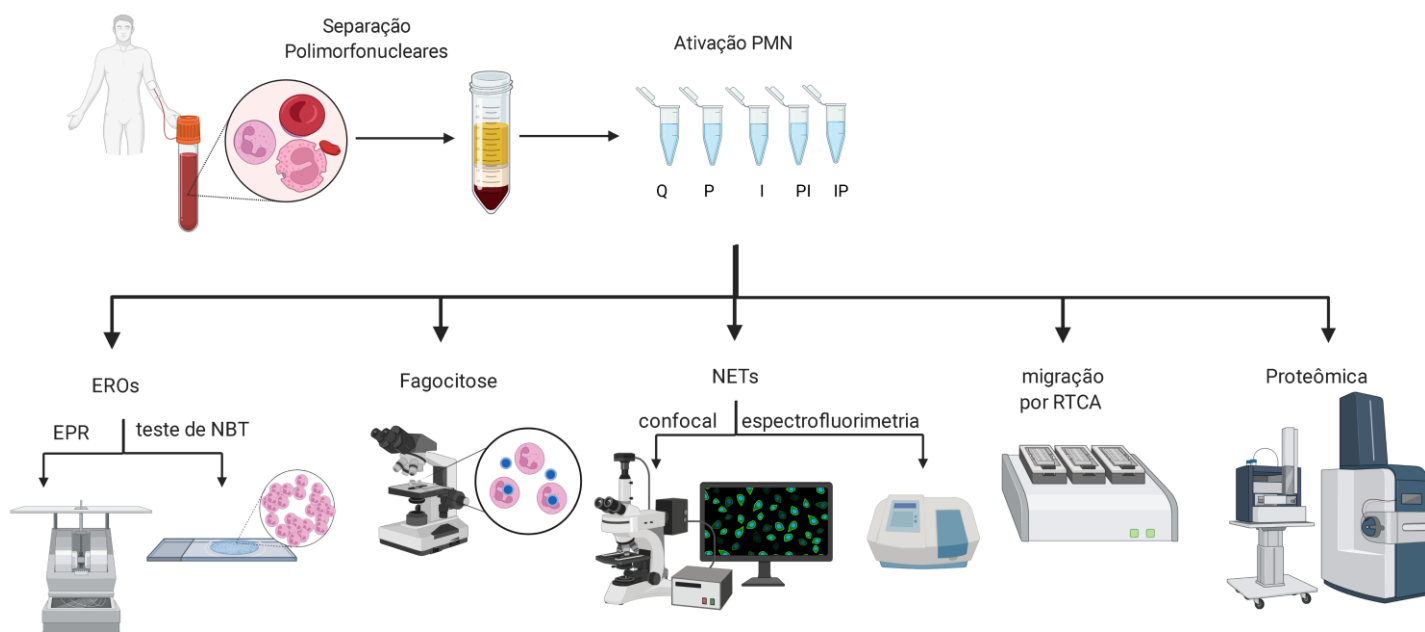 Separação
Polimorfonucleares
Ativação PMN
Q P I PI IP
EROs
EPR
teste de NBT
Fagocitose
NETs
confocal
espectrofluorimetria
migração
por RTCA
Proteômica